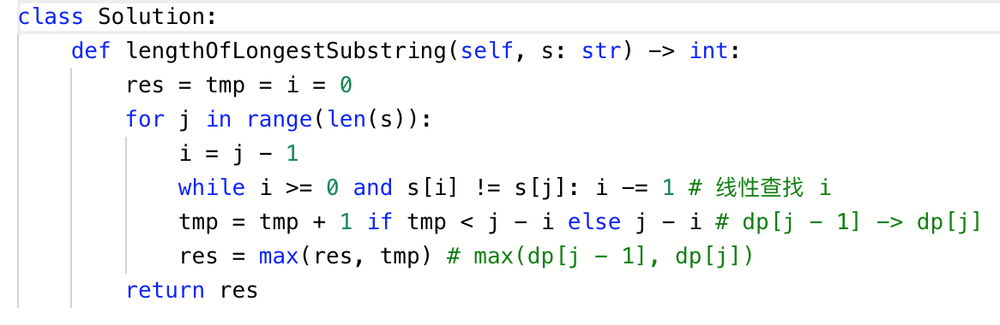 class Solution:
    def lengthOfLongestSubstring(self, s: str) -> int:
        res = tmp = i = 0
        for j in range(len(s)):
            i = j - 1
            while i >= 0 and s[i] != s[j]: i -= 1 # 线性查找 i
            tmp = tmp + 1 if tmp < j - i else j - i # dp[j - 1] -> dp[j]
            res = max(res, tmp) # max(dp[j - 1], dp[j])
        return res